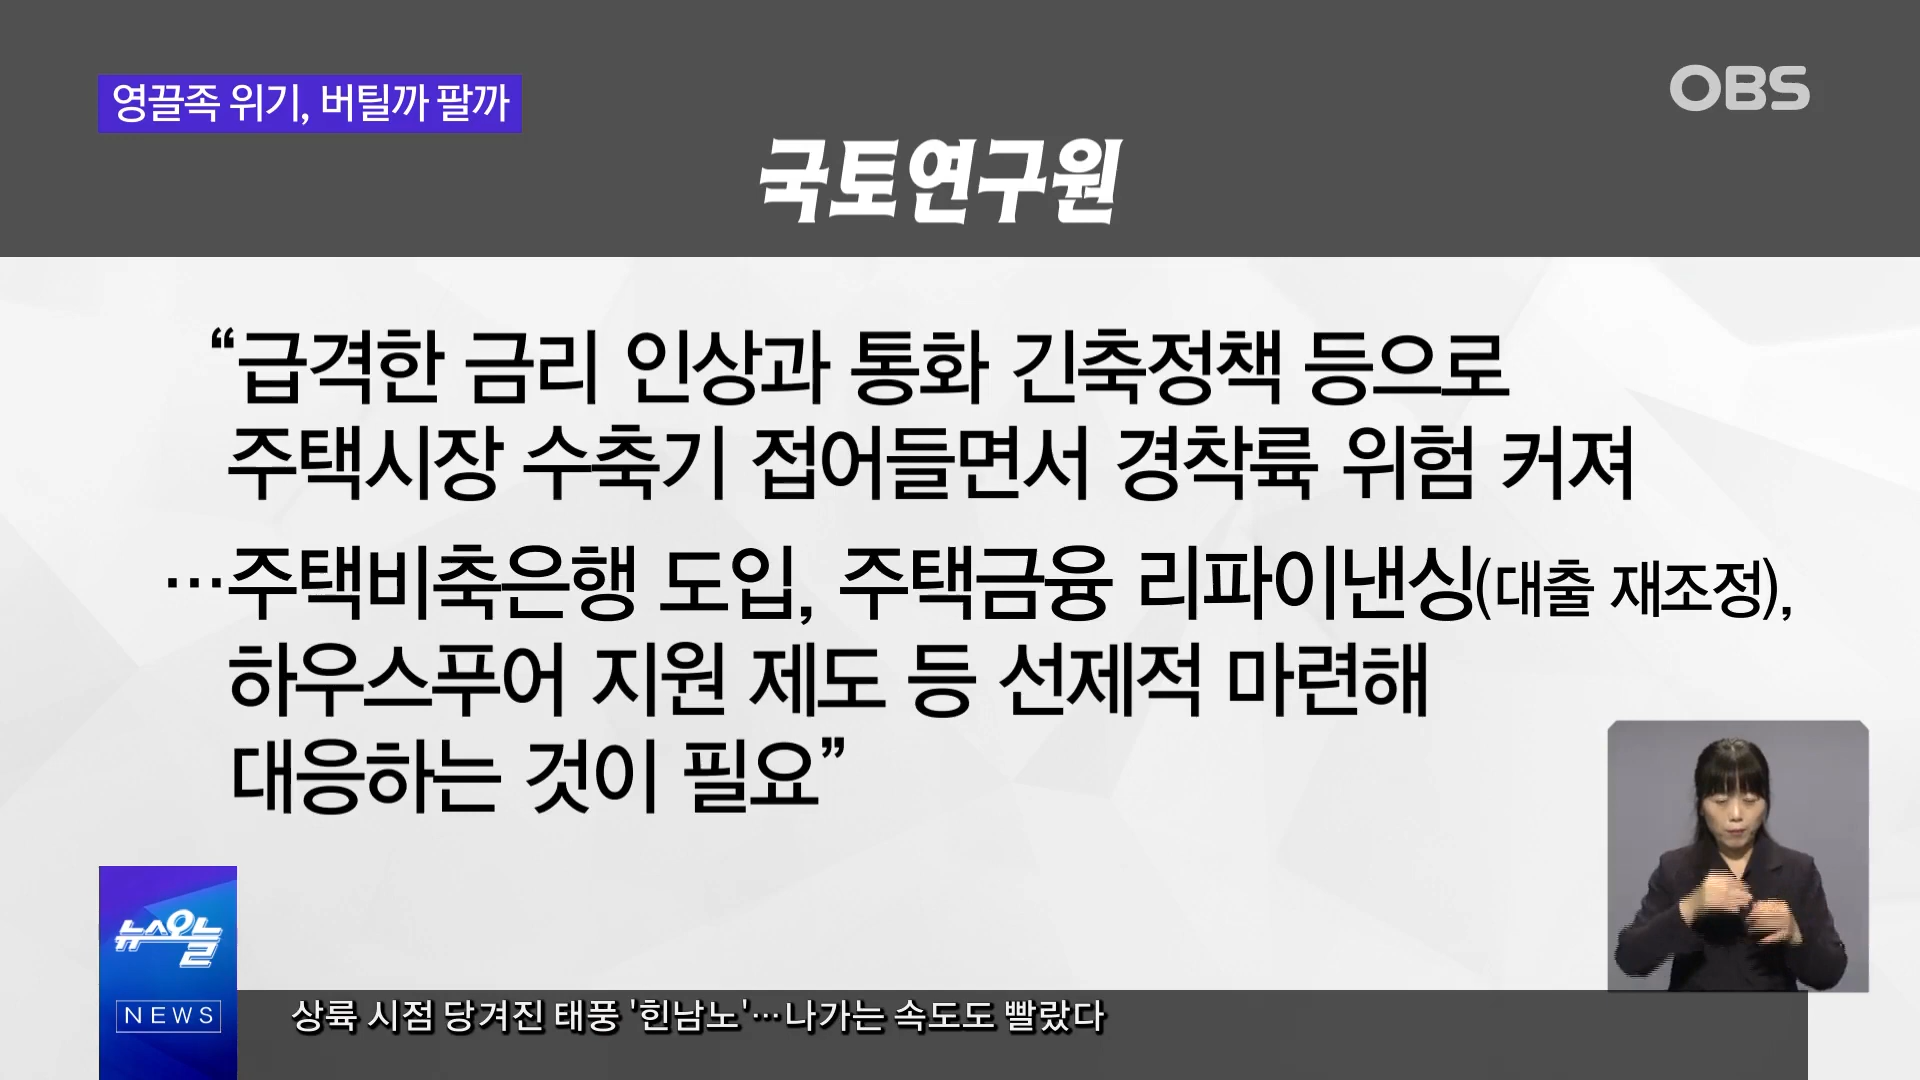 영끌족 위기, 버틸까 팔까
OBS
국토연구원
“급격한 금리 인상과 통화 긴축정책 등으로
주택시장 수축기 접어들면서 경착륙 위험 커져
…주택비축은행 도입, 주택금융 리파이낸싱(대출 재조정),
하우스푸어 지원 제도 등 선제적 마련해
대응하는 것이 필요”
뉴스오늘
NEWS
상륙 시점 당겨진 태풍 '힌남노'…나가는 속도도 빨랐다